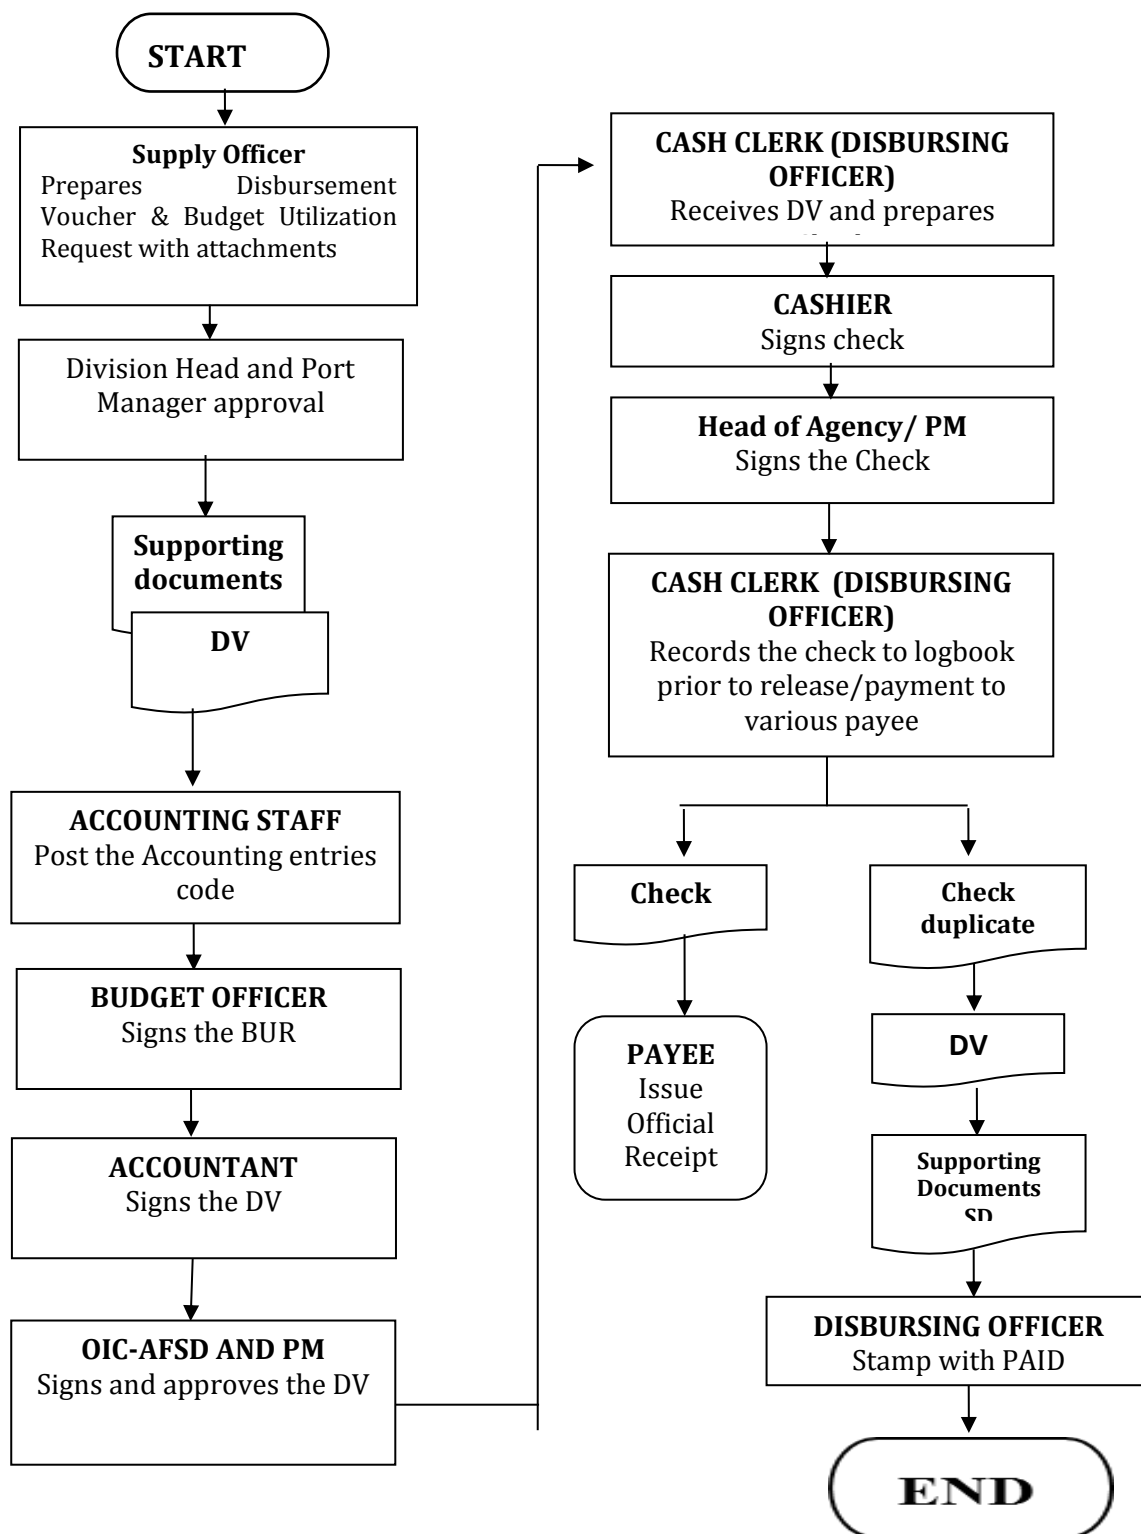 START
Supply Officer
Prepares Disbursement
Voucher & Budget Utilization
Request with attachments
Division Head and Port
Manager approval
Supporting
documents
DV
ACCOUNTING STAFF
Post the Accounting entries
code
BUDGET OFFICER
Signs the BUR
ACCOUNTANT
Signs the DV
OIC-AFSD AND PM
Signs and approves the DV
CASH CLERK (DISBURSING
OFFICER)
Receives DV and prepares
CASHIER
Signs check
Head of Agency/ PM
Signs the Check
CASH CLERK (DISBURSING
OFFICER)
Records the check to logbook
prior to release/payment to
various payee
Check
PAYEE
Issue
Official
Receipt
Check
duplicate
DV
Supporting
Documents
SD
DISBURSING OFFICER
Stamp with PAID
END